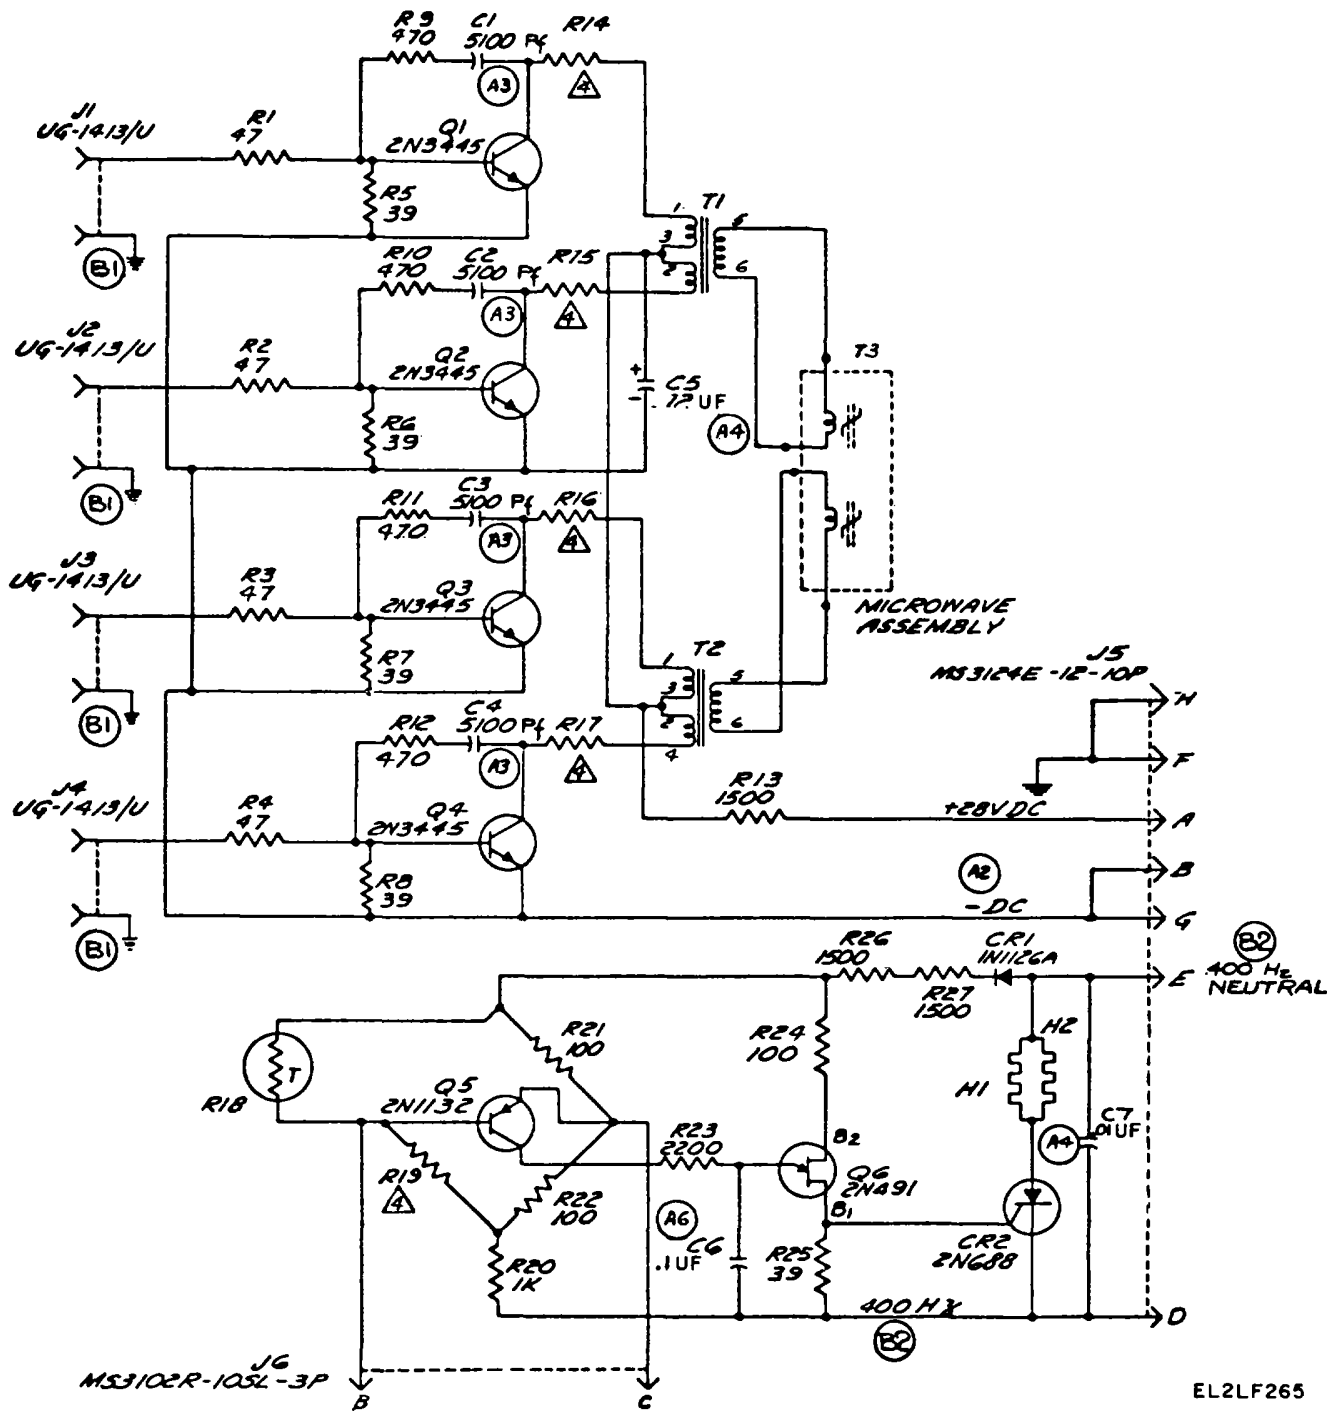 R9
470
C1
5100 Pf
R14
4
A3
J1
UG-1413/U
R1
47
Q1
2N3445
R5
39
B1
T1
1
3
2
5
6
R10
470
C2
5100 Pf
R15
4
A3
J2
UG-1413/U
R2
47
Q2
2N3445
R6
39
B1
+
-
C5
.12 UF
A4
T3
MICROWAVE
ASSEMBLY
R11
470
C3
5100 Pf
R16
4
A3
J3
UG-1413/U
R3
47
Q3
2N3445
R7
39
B1
T2
1
3
2
4
5
6
R12
470
C4
5100 Pf
R17
4
A3
J4
UG-1413/U
R4
47
Q4
2N3445
R8
39
B1
J5
MS3124E-12-10P
H
F
R13
1500
+28VDC
A
A2
B
-DC
G
R26
1500
CR1
1N1126A
R27
1500
E
B2
400 Hz
NEUTRAL
R21
100
R24
100
H2
H1
T
R18
Q5
2N1132
R23
2200
B2
Q6
2N491
B1
C7
.01UF
A4
R19
4
R22
100
A6
C6
.1UF
R25
39
CR2
2N688
R20
1K
400 Hz
B2
D
J6
MS3102R-10SL-3P
B
C
EL2LF265